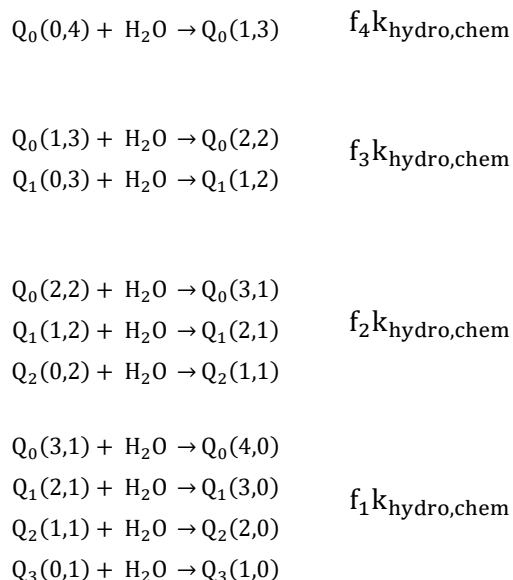 Q₀(0,4) + H₂O → Q₀(1,3) f₄k_hydro,chem
Q₀(1,3) + H₂O → Q₀(2,2)
f₃k_hydro,chem
Q₁(0,3) + H₂O → Q₁(1,2)
Q₀(2,2) + H₂O → Q₀(3,1)
Q₁(1,2) + H₂O → Q₁(2,1) f₂k_hydro,chem
Q₂(0,2) + H₂O → Q₂(1,1)
Q₀(3,1) + H₂O → Q₀(4,0)
Q₁(2,1) + H₂O → Q₁(3,0)
f₁k_hydro,chem
Q₂(1,1) + H₂O → Q₂(2,0)
Q₃(0,1) + H₂O → Q₃(1,0)